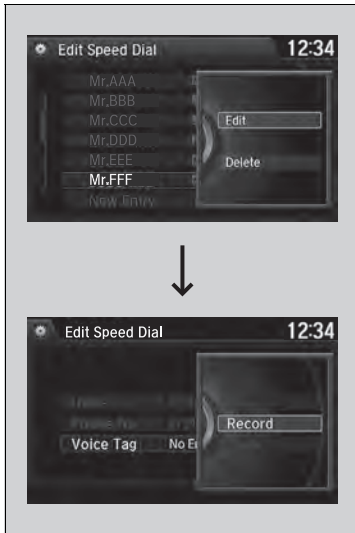 Edit Speed Dial 12:34
Mr.AAA
Mr.BBB
Mr.CCC
Edit
Mr.DDD
Mr.EEE
Delete
Mr.FFF
New Entry
Edit Speed Dial 12:34
Record
Voice Tag No